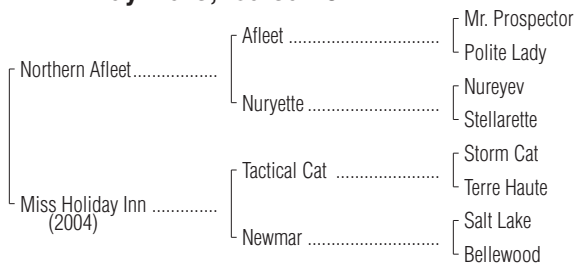 Mr. Prospector
Afleet
Polite Lady
Northern Afleet
Nureyev
Nuryette
Stellarette
Storm Cat
Tactical Cat
Terre Haute
Miss Holiday Inn
(2004)
Salt Lake
Newmar
Bellewood